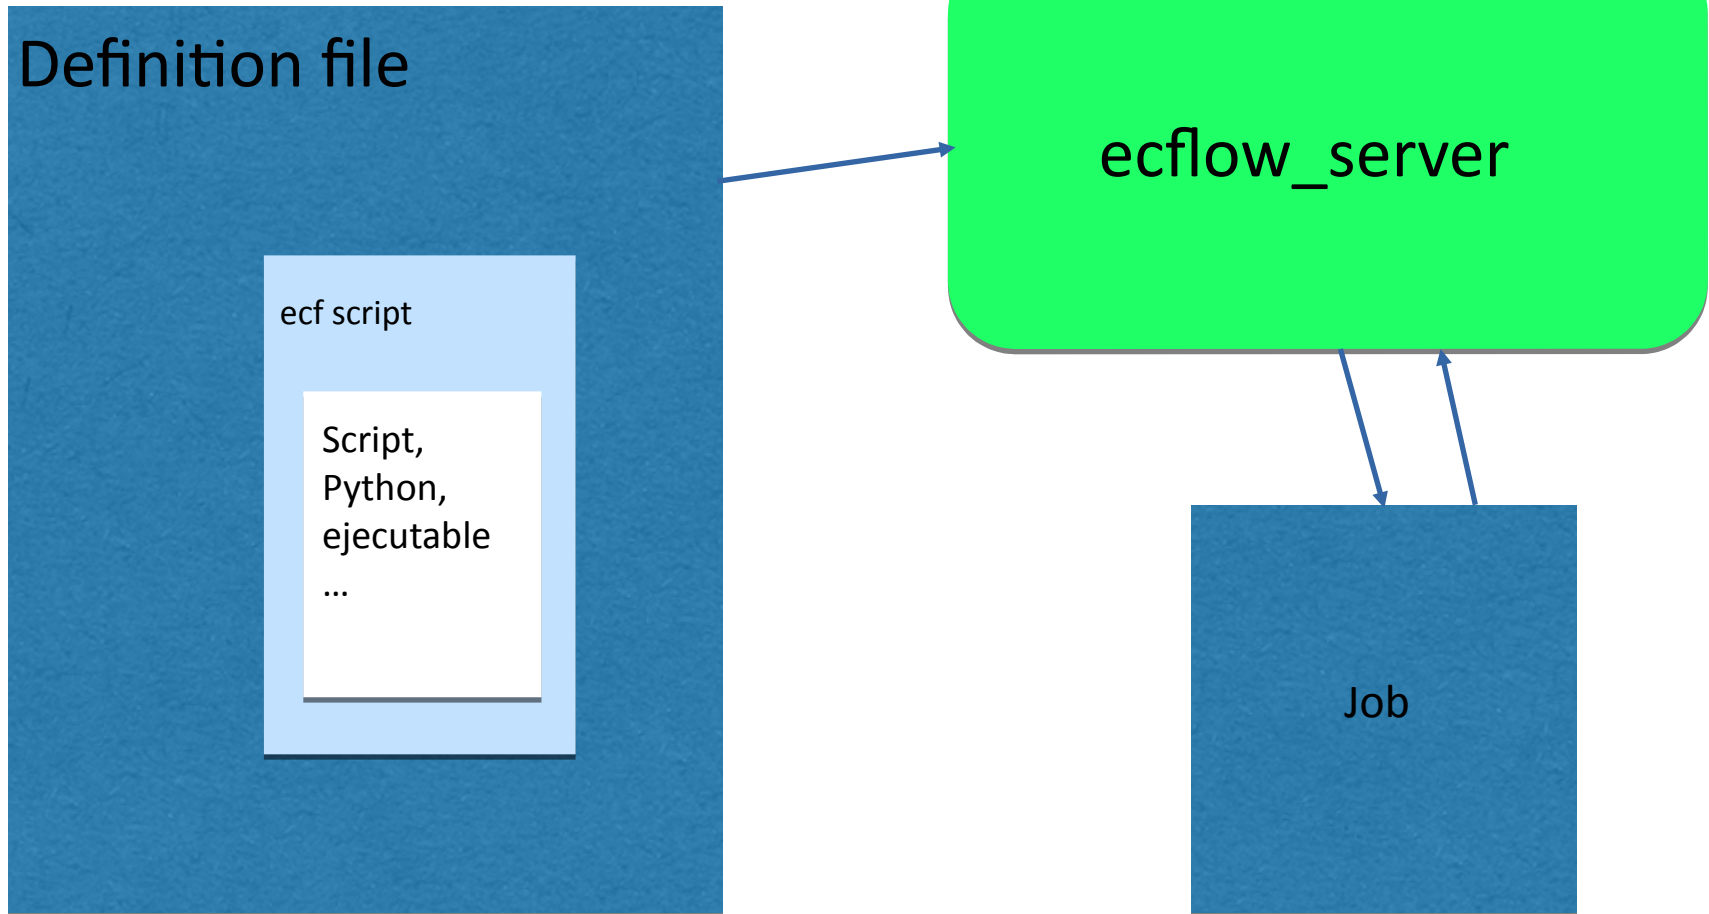 Definition file
ecflow_server
ecf script
Script,
Python,
ejecutable
...
Job